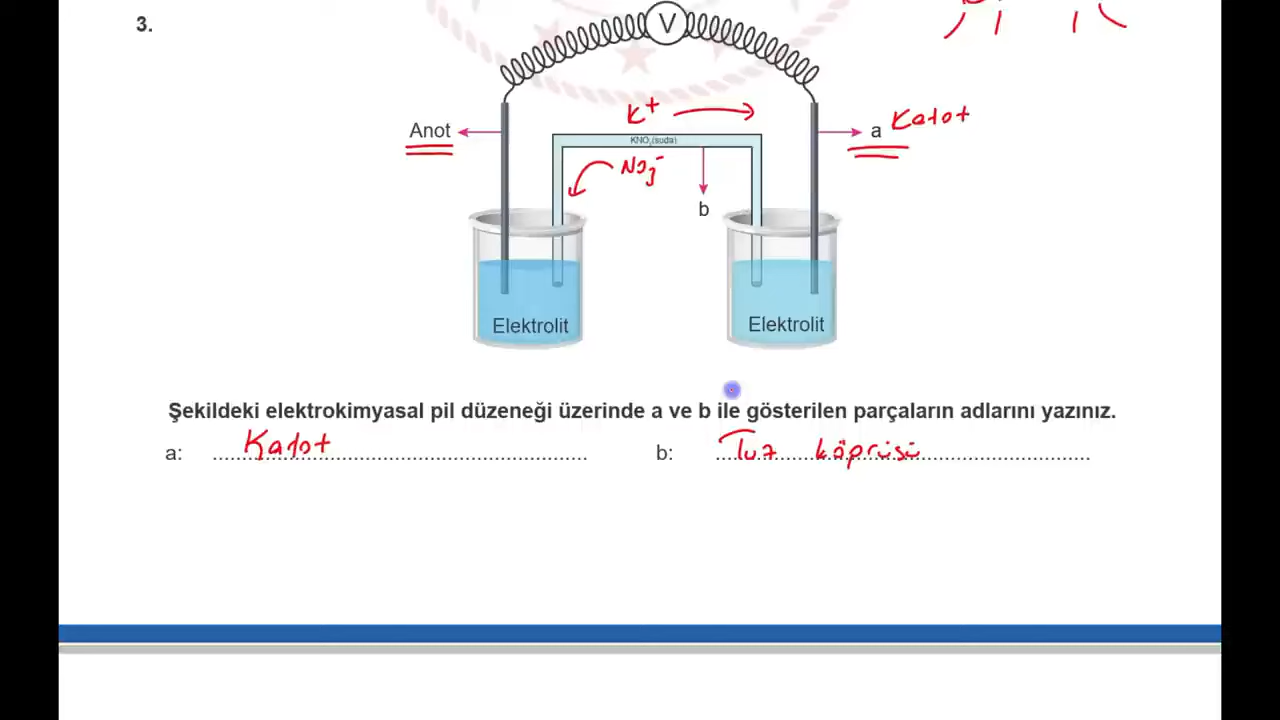 3.
V
K+
Anot
a Katot
KNO3(suda)
NO3-
b
Elektrolit
Elektrolit
Şekildeki elektrokimyasal pil düzeneği üzerinde a ve b ile gösterilen parçaların adlarını yazınız.
a: Katot b: Tuz köprüsü